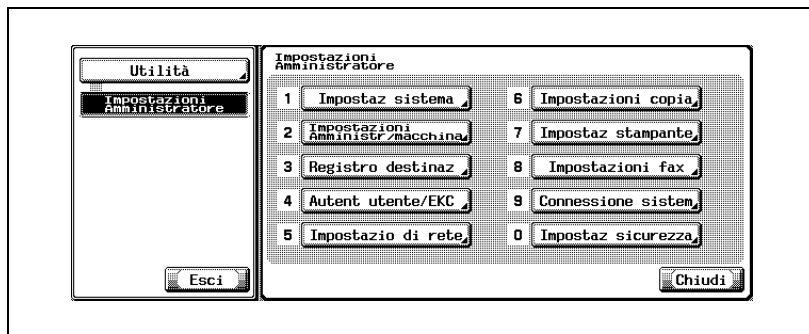 Utilità
Impostazioni
Amministratore
Esci
Impostazioni
Amministratore
1 Impostaz sistema
2 Impostazioni
Amministr/macchina
3 Registro destinaz
4 Autent utente/EKC
5 Impostazio di rete
6 Impostazioni copia
7 Impostaz stampante
8 Impostazioni fax
9 Connessione sistem
0 Impostaz sicurezza
Chiudi